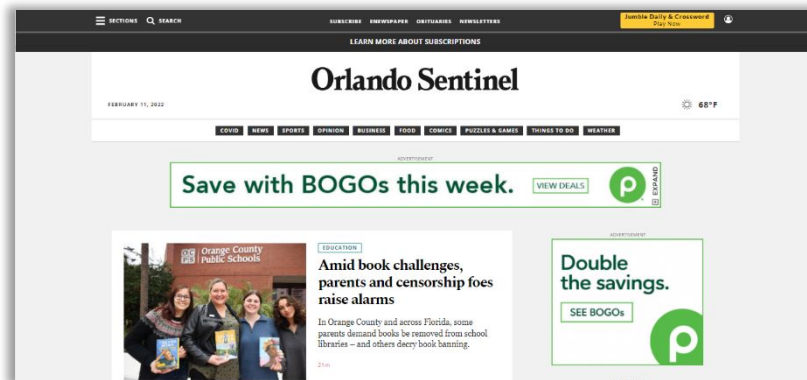 SECTIONS SEARCH SUBSCRIBE ENEWSPAPER OBITUARIES NEWSLETTERS Jumble Daily & Crossword
Play Now
LEARN MORE ABOUT SUBSCRIPTIONS
Orlando Sentinel
FEBRUARY 11, 2022 68°F
COVID NEWS SPORTS OPINION BUSINESS FOOD COMICS PUZZLES & GAMES THINGS TO DO WEATHER
ADVERTISEMENT
Save with BOGOs this week. VIEW DEALS p EXPAND
EDUCATION
Amid book challenges,
parents and censorship foes
raise alarms
In Orange County and across Florida, some
parents demand books be removed from school
libraries – and others decry book banning.
21m
Orange County
Public Schools
ADVERTISEMENT
Double
the savings.
SEE BOGOs
p